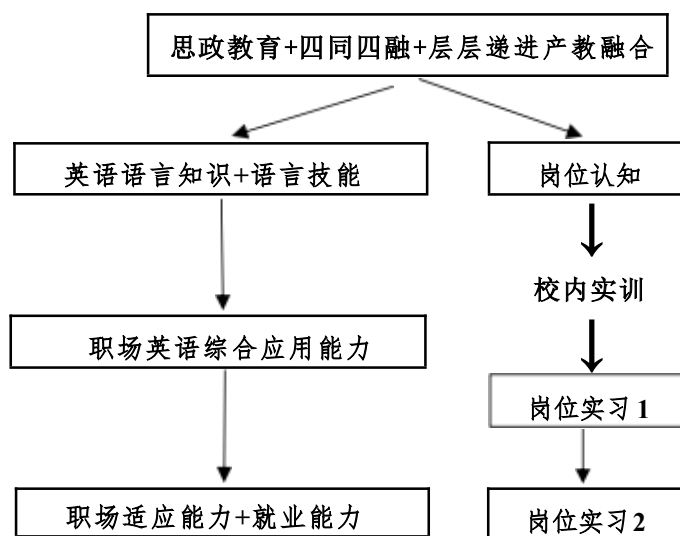 思政教育+四同四融+层层递进产教融合
英语语言知识+语言技能
岗位认知
校内实训
职场英语综合应用能力
岗位实习1
职场适应能力+就业能力
岗位实习2